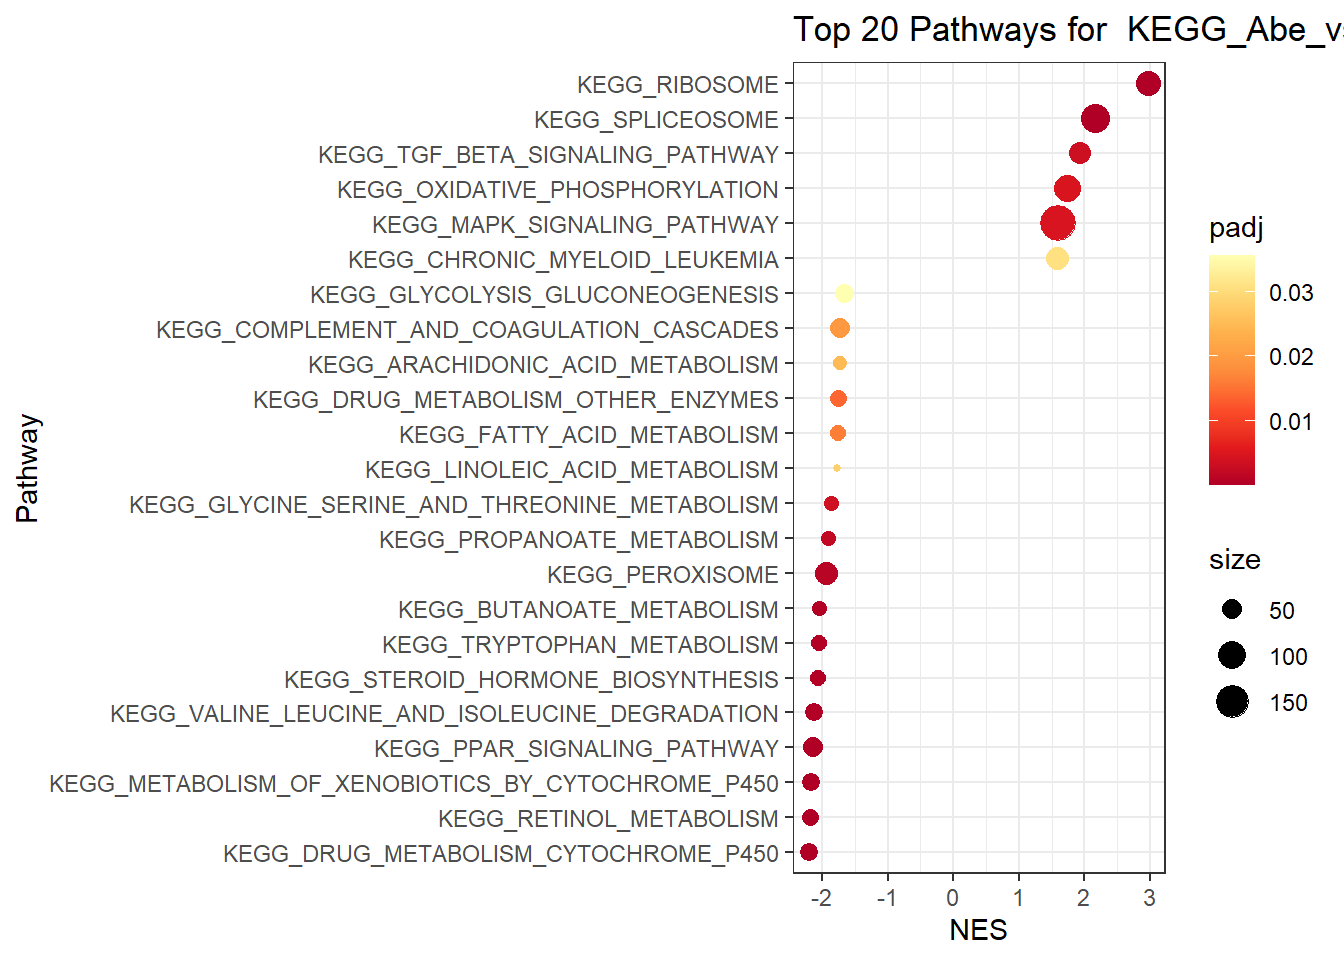 Top 20 Pathways for  KEGG_Abe_vs
KEGG_RIBOSOME
KEGG_SPLICEOSOME
KEGG_TGF_BETA_SIGNALING_PATHWAY
KEGG_OXIDATIVE_PHOSPHORYLATION
KEGG_MAPK_SIGNALING_PATHWAY
KEGG_CHRONIC_MYELOID_LEUKEMIA
KEGG_GLYCOLYSIS_GLUCONEOGENESIS
KEGG_COMPLEMENT_AND_COAGULATION_CASCADES
KEGG_ARACHIDONIC_ACID_METABOLISM
KEGG_DRUG_METABOLISM_OTHER_ENZYMES
KEGG_FATTY_ACID_METABOLISM
KEGG_LINOLEIC_ACID_METABOLISM
KEGG_GLYCINE_SERINE_AND_THREONINE_METABOLISM
KEGG_PROPANOATE_METABOLISM
KEGG_PEROXISOME
KEGG_BUTANOATE_METABOLISM
KEGG_TRYPTOPHAN_METABOLISM
KEGG_STEROID_HORMONE_BIOSYNTHESIS
KEGG_VALINE_LEUCINE_AND_ISOLEUCINE_DEGRADATION
KEGG_PPAR_SIGNALING_PATHWAY
KEGG_METABOLISM_OF_XENOBIOTICS_BY_CYTOCHROME_P450
KEGG_RETINOL_METABOLISM
KEGG_DRUG_METABOLISM_CYTOCHROME_P450
Pathway
-2 -1 0 1 2 3
NES
padj
0.03
0.02
0.01
size
50
100
150